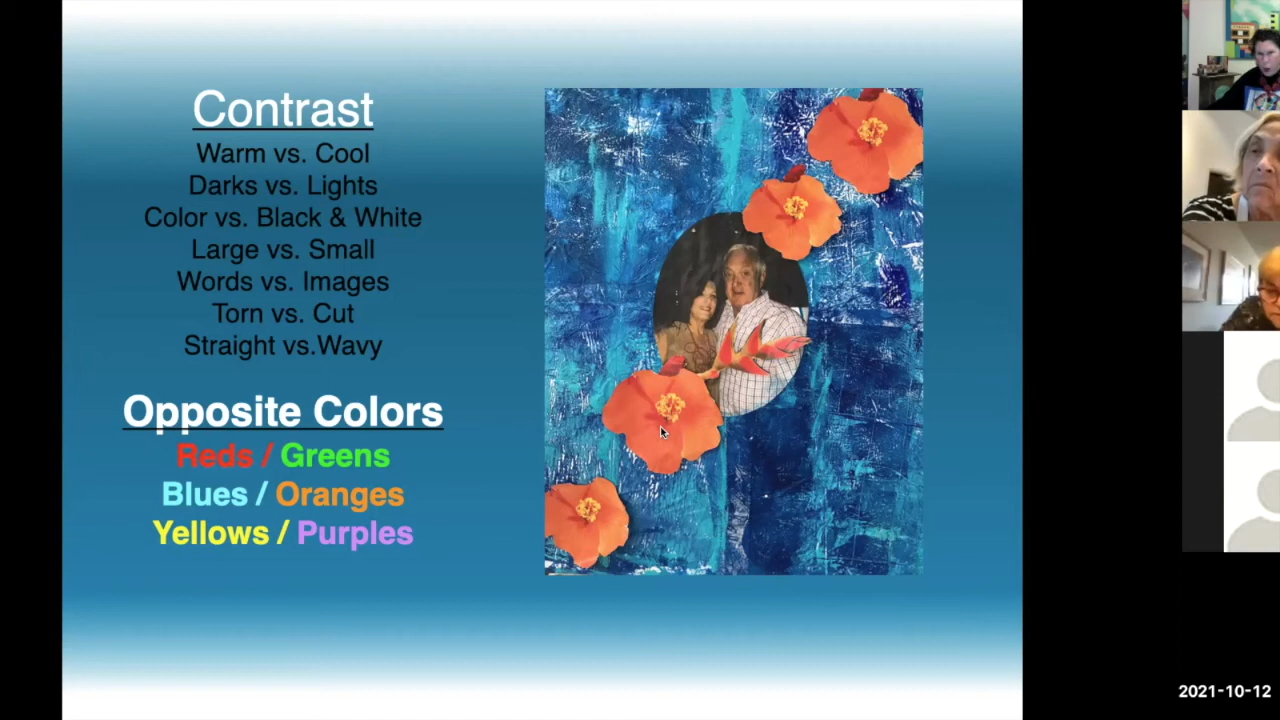 Contrast
Warm vs. Cool
Darks vs. Lights
Color vs. Black & White
Large vs. Small
Words vs. Images
Torn vs. Cut
Straight vs.Wavy
Opposite Colors
Reds / Greens
Blues / Oranges
Yellows / Purples
2021-10-12